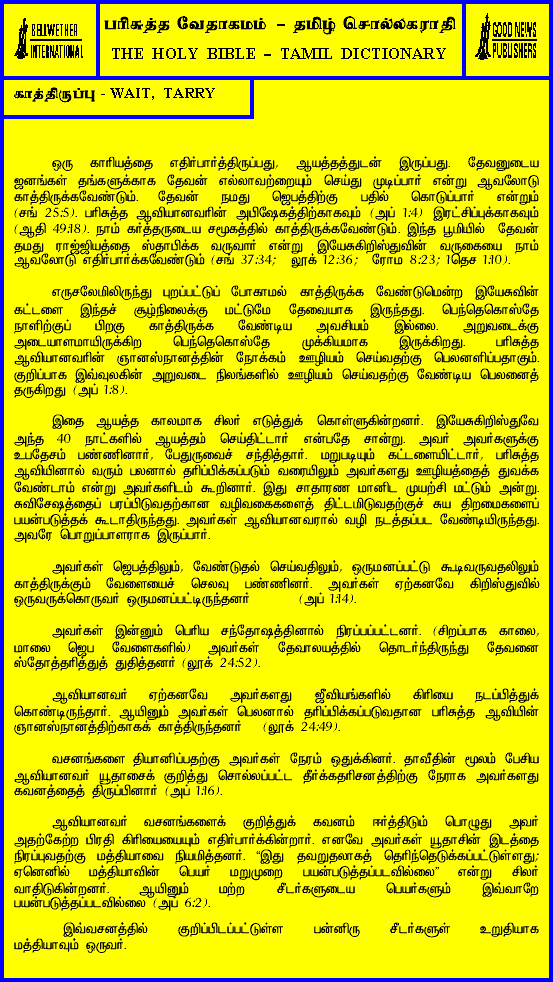 BELLWETHER
INTERNATIONAL
பரிசுத்த வேதாகமம் – தமிழ் சொல்லகராதி
THE HOLY BIBLE – TAMIL DICTIONARY
GOOD NEWS
PUBLISHERS
காத்திருப்பு - WAIT, TARRY
ஒரு காரியத்தை எதிர்பார்த்திருப்பது, ஆயத்தத்துடன் இருப்பது. தேவனுடைய
ஜனங்கள் தங்களுக்காக தேவன் எல்லாவற்றையும் செய்து முடிப்பார் என்று ஆவலோடு
காத்திருக்கவேண்டும். தேவன் நமது ஜெபத்திற்கு பதில் கொடுப்பார் என்றும்
(சங் 25:5). பரிசுத்த ஆவியானவரின் அபிஷேகத்திற்காகவும் (அப் 1:4) இரட்சிப்புக்காகவும்
(ஆதி 49:18). நாம் கர்த்தருடைய சமூகத்தில் காத்திருக்கவேண்டும். இந்த பூமியில் தேவன்
தமது ராஜ்ஜியத்தை ஸ்தாபிக்க வருவார் என்று இயேசுகிறிஸ்துவின் வருகையை நாம்
ஆவலோடு எதிர்பார்க்கவேண்டும் (சங் 37:34; லூக் 12:36; ரோம 8:23; 1தெச 1:10).
எருசலேமிலிருந்து புறப்பட்டுப் போகாமல் காத்திருக்க வேண்டுமென்ற இயேசுவின்
கட்டளை இந்தச் சூழ்நிலைக்கு மட்டுமே தேவையாக இருந்தது. பெந்தெகொஸ்தே
நாளிற்குப் பிறகு காத்திருக்க வேண்டிய அவசியம் இல்லை. அறுவடைக்கு
அடையாளமாயிருக்கிற பெந்தெகொஸ்தே முக்கியமாக இருக்கிறது. பரிசுத்த
ஆவியானவரின் ஞானஸ்நானத்தின் நோக்கம் ஊழியம் செய்வதற்கு பெலனளிப்பதாகும்.
குறிப்பாக இவ்வுலகின் அறுவடை நிலங்களில் ஊழியம் செய்வதற்கு வேண்டிய பெலனைத்
தருகிறது (அப் 1:8).
இதை ஆயத்த காலமாக சிலர் எடுத்துக் கொள்ளுகின்றனர். இயேசுகிறிஸ்துவே
அந்த 40 நாட்களில் ஆயத்தம் செய்திட்டார் என்பதே சான்று. அவர் அவர்களுக்கு
உபதேசம் பண்ணினார், பேதுருவைச் சந்தித்தார். மறுபடியும் கட்டளையிட்டார், பரிசுத்த
ஆவியினால் வரும் பலனால் தரிப்பிக்கப்படும் வரையிலும் அவர்களது ஊழியத்தைத் துவக்க
வேண்டாம் என்று அவர்களிடம் கூறினார். இது சாதாரண மானிட முயற்சி மட்டும் அன்று.
சுவிசேஷத்தைப் பரப்பிடுவதற்கான வழிவகைகளைத் திட்டமிடுவதற்குச் சுய திறமைகளைப்
பயன்படுத்தக் கூடாதிருந்தது. அவர்கள் ஆவியானவரால் வழி நடத்தப்பட வேண்டியிருந்தது.
அவரே பொறுப்பாளராக இருப்பார்.
அவர்கள் ஜெபத்திலும், வேண்டுதல் செய்வதிலும், ஒருமனப்பட்டு கூடிவருவதலிலும்
காத்திருக்கும் வேளையைச் செலவு பண்ணினர். அவர்கள் ஏற்கனவே கிறிஸ்துவில்
ஒருவருக்கொருவர் ஒருமனப்பட்டிருந்தனர் (அப் 1:14).
அவர்கள் இன்னும் பெரிய சந்தோஷத்தினால் நிரப்பப்பட்டனர். (சிறப்பாக காலை,
மாலை ஜெப வேளைகளில்) அவர்கள் தேவாலயத்தில் தொடர்ந்திருந்து தேவனை
ஸ்தோத்தரித்துத் துதித்தனர் (லூக் 24:52).
ஆவியானவர் ஏற்கனவே அவர்களது ஜீவியங்களில் கிரியை நடப்பித்துக்
கொண்டிருந்தார். ஆயினும் அவர்கள் பெலனால் தரிப்பிக்கப்படுவதான பரிசுத்த ஆவியின்
ஞானஸ்நானத்திற்காகக் காத்திருந்தனர் (லூக் 24:49).
வசனங்களை தியானிப்பதற்கு அவர்கள் நேரம் ஒதுக்கினர். தாவீதின் மூலம் பேசிய
ஆவியானவர் யூதாசைக் குறித்து சொல்லப்பட்ட தீர்க்கதரிசனத்திற்கு நேராக அவர்களது
கவனத்தைத் திருப்பினார் (அப் 1:16).
ஆவியானவர் வசனங்களைக் குறித்துக் கவனம் ஈர்த்திடும் பொழுது அவர்
அதற்கேற்ற பிரதி கிரியையையும் எதிர்பார்க்கின்றார். எனவே அவர்கள் யூதாசின் இடத்தை
நிரப்புவதற்கு மத்தியாவை நியமித்தனர். “இது தவறுதலாகத் தெரிந்தெடுக்கப்பட்டுள்ளது;
ஏனெனில் மத்தியாவின் பெயர் மறுமுறை பயன்படுத்தப்படவில்லை” என்று சிலர்
வாதிடுகின்றனர். ஆயினும் மற்ற சீடர்களுடைய பெயர்களும் இவ்வாறே
பயன்படுத்தப்படவில்லை (அப் 6:2).
இவ்வசனத்தில் குறிப்பிடப்பட்டுள்ள பன்னிரு சீடர்களுள் உறுதியாக
மத்தியாவும் ஒருவர்.